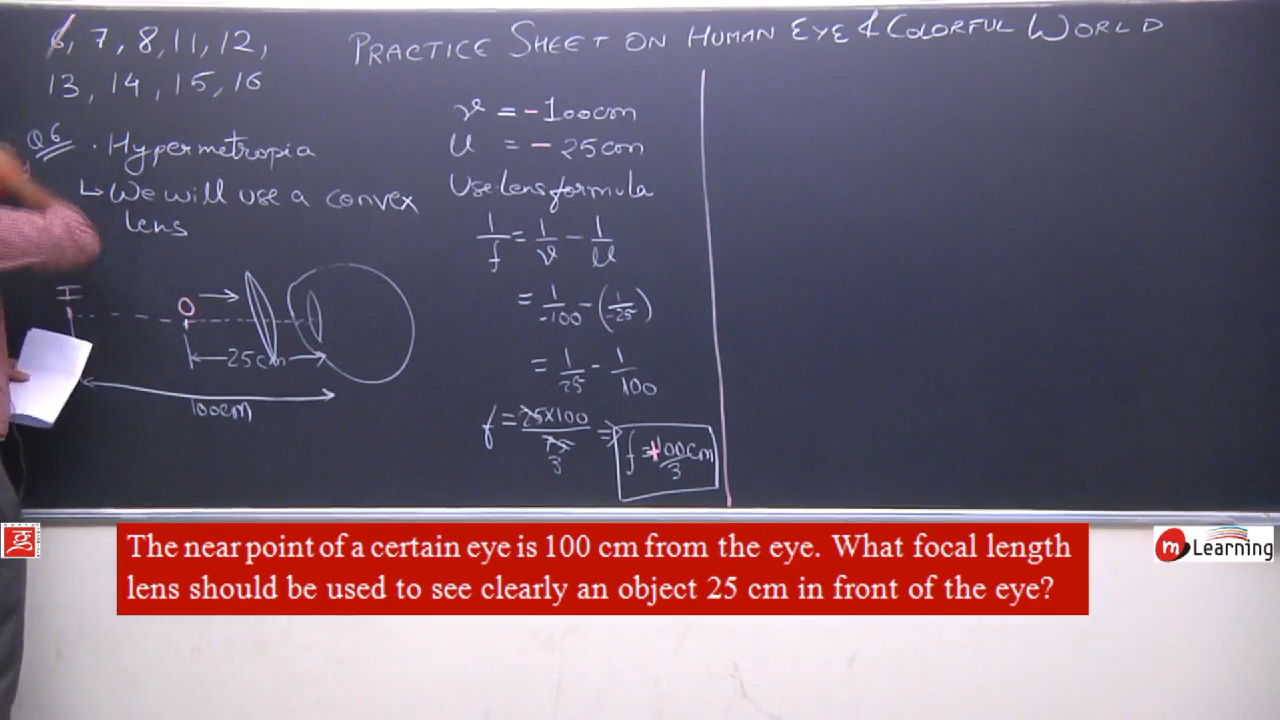 6, 7, 8, 11, 12,
13, 14, 15, 16
PRACTICE SHEET ON HUMAN EYE & COLORFUL WORLD
Q6 . Hypermetropia
↳ We will use a convex
lens
I
O
25cm
100cm
v = -100cm
u = - 25cm
Use Lens formula
1/f = 1/v - 1/u
= 1/-100 - (1/-25)
= 1/25 - 1/100
f = 25x100/75 3 ⇒ f = +100cm/3
The near point of a certain eye is 100 cm from the eye. What focal length
lens should be used to see clearly an object 25 cm in front of the eye?
m Learning